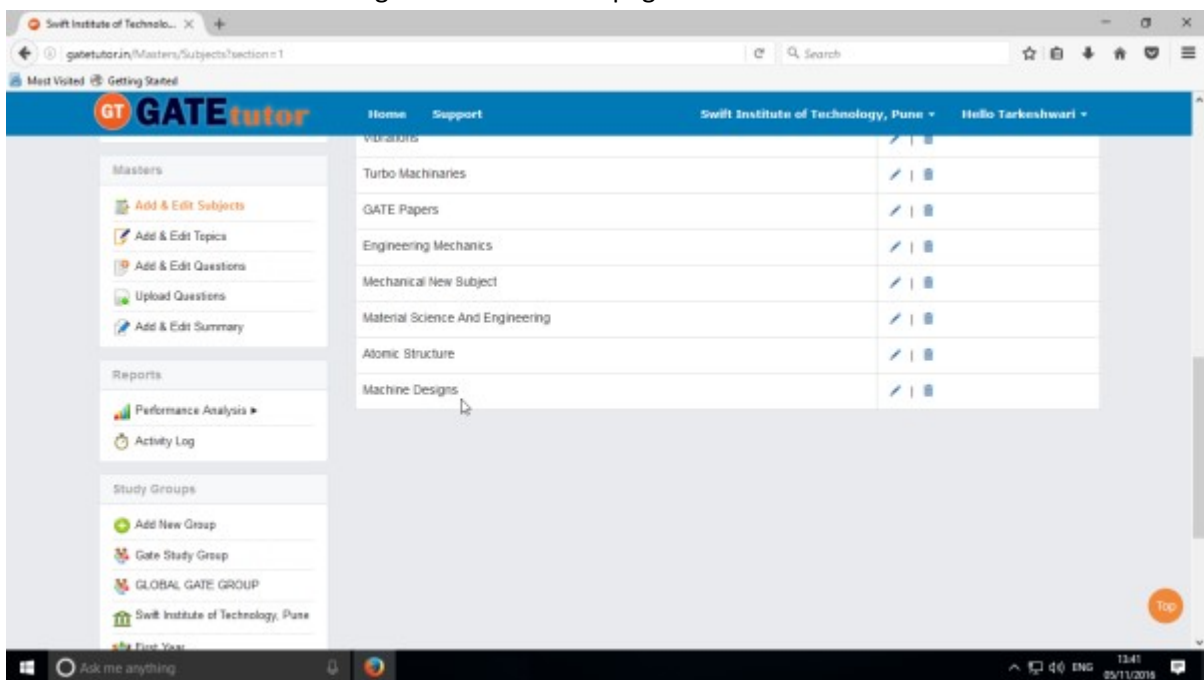 Swift Institute of Technolo...
gatetutor.in/Masters/Subjects?section=1
Search
Most Visited Getting Started
GT GATEtutor
Home Support Swift Institute of Technology, Pune Hello Tarkeshwari
Vibrations
Masters
Add & Edit Subjects
Add & Edit Topics
Add & Edit Questions
Upload Questions
Add & Edit Summary
Reports
Performance Analysis
Activity Log
Study Groups
Add New Group
Gate Study Group
GLOBAL GATE GROUP
Swift Institute of Technology, Pune
First Year
Turbo Machinaries
GATE Papers
Engineering Mechanics
Mechanical New Subject
Material Science And Engineering
Atomic Structure
Machine Designs
Top
Ask me anything
ENG
13:41
05/11/2016